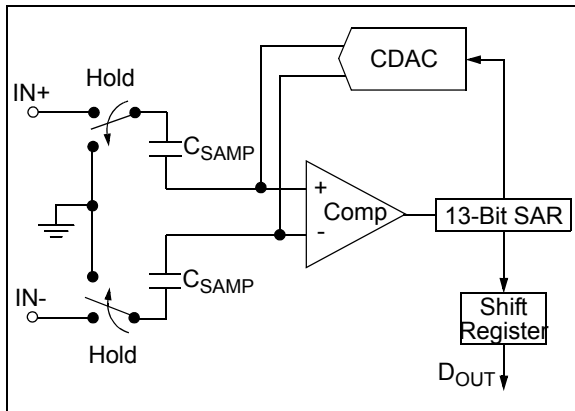 CDAC
Hold
IN+
C_SAMP
+
Comp
-
13-Bit SAR
C_SAMP
IN-
Hold
Shift
Register
D_OUT